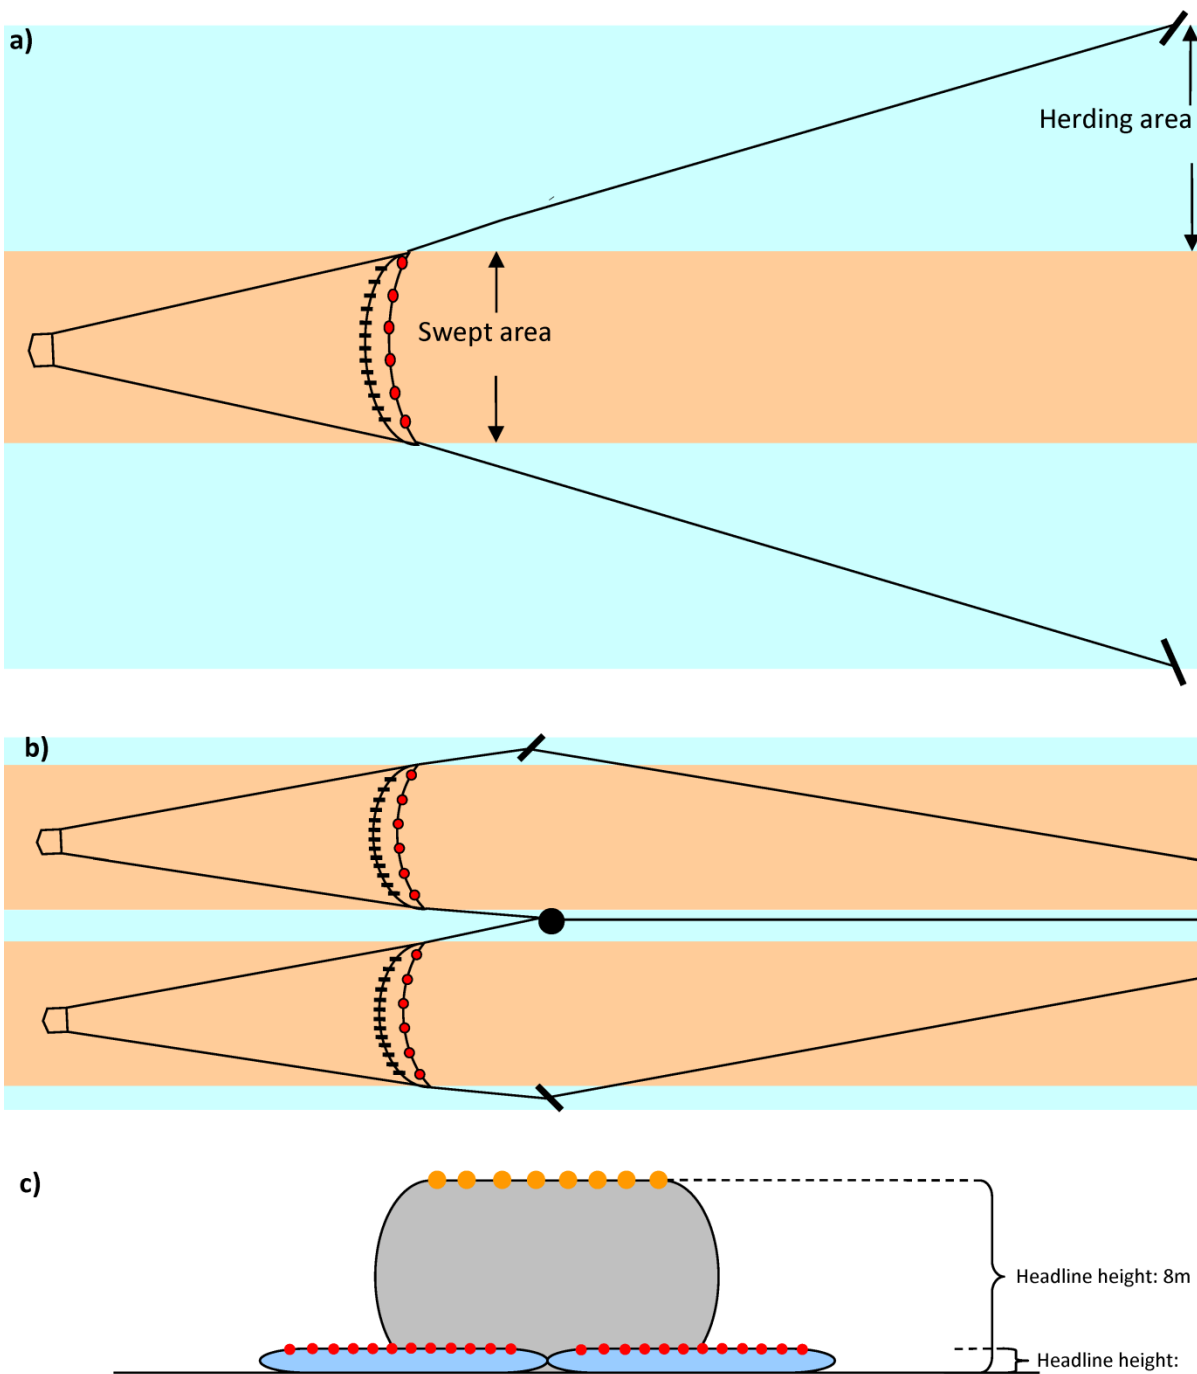 a)
Herding area
Swept area
b)
c)
Headline height: 8m
Headline height: